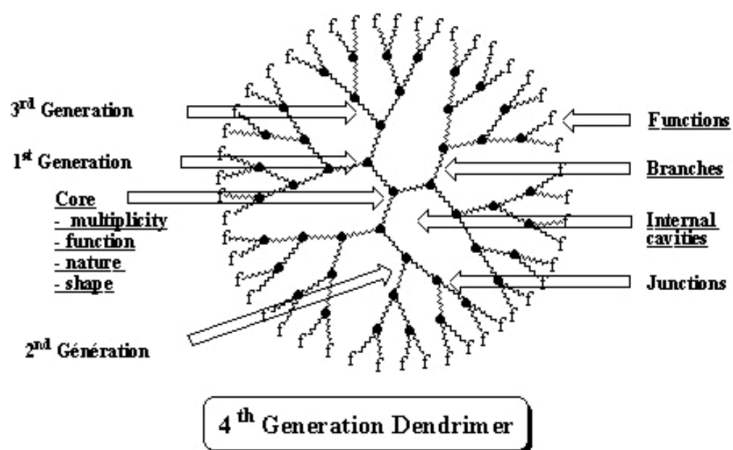 3rd Generation
1st Generation
Core
- multiplicity
- function
- nature
- shape
2nd Génération
Functions
Branches
Internal
cavities
Junctions
f f f f f f f f f f f f f f f f f f f f f f f f f f f f f f f f f f f f f f f f f f f f f f f f
4th Generation Dendrimer